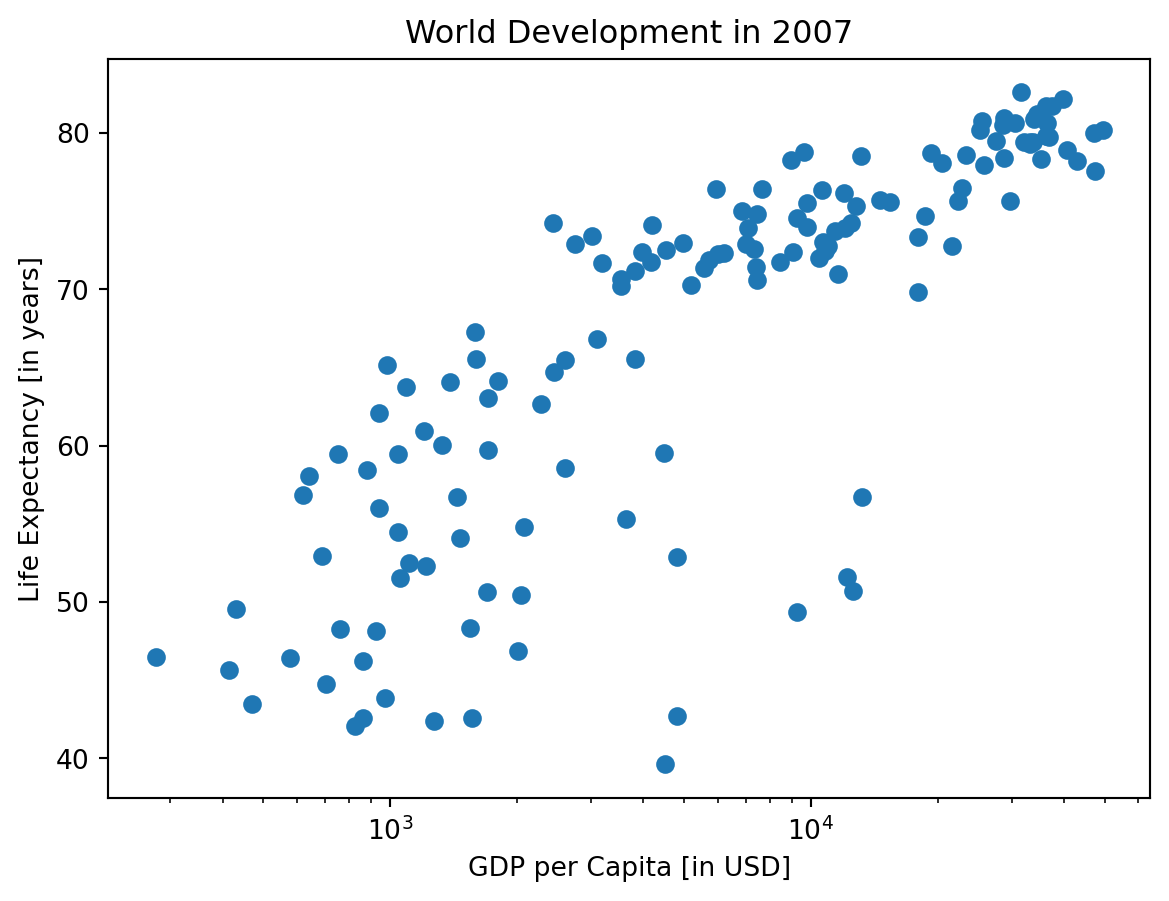 World Development in 2007
Life Expectancy [in years]
80
70
60
50
40
10³
10⁴
GDP per Capita [in USD]